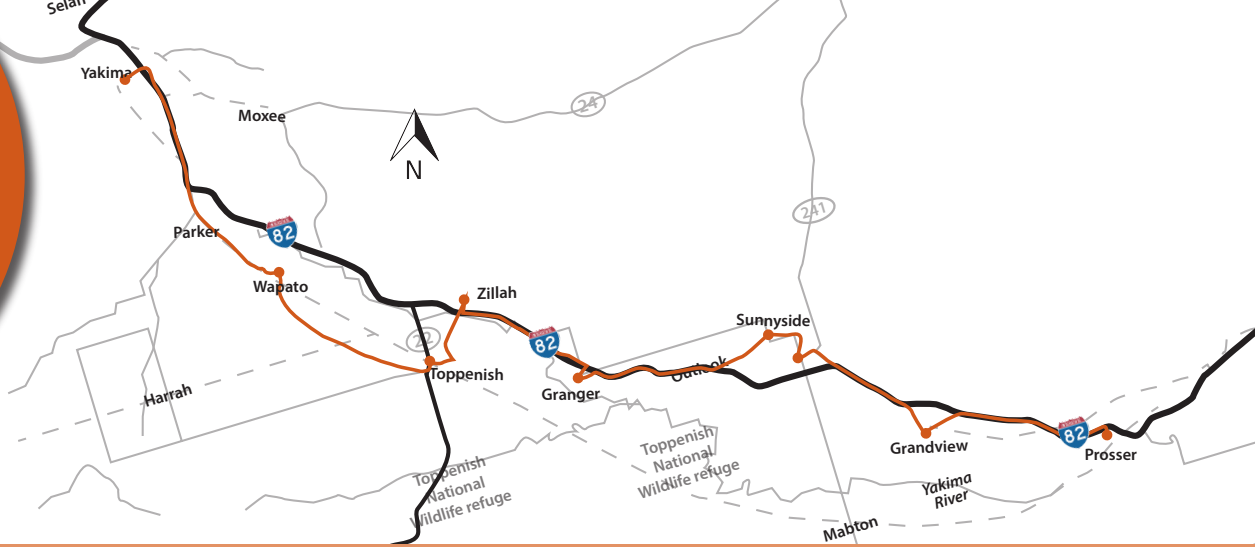 Selah
Yakima
Moxee
24
N
241
Parker
82
Wapato
Zillah
Sunnyside
22
82
Outlook
Toppenish
Harrah
Granger
Toppenish
National
Wildlife refuge
Grandview
82
Prosser
Toppenish
National
Wildlife refuge
Yakima
River
Mabton